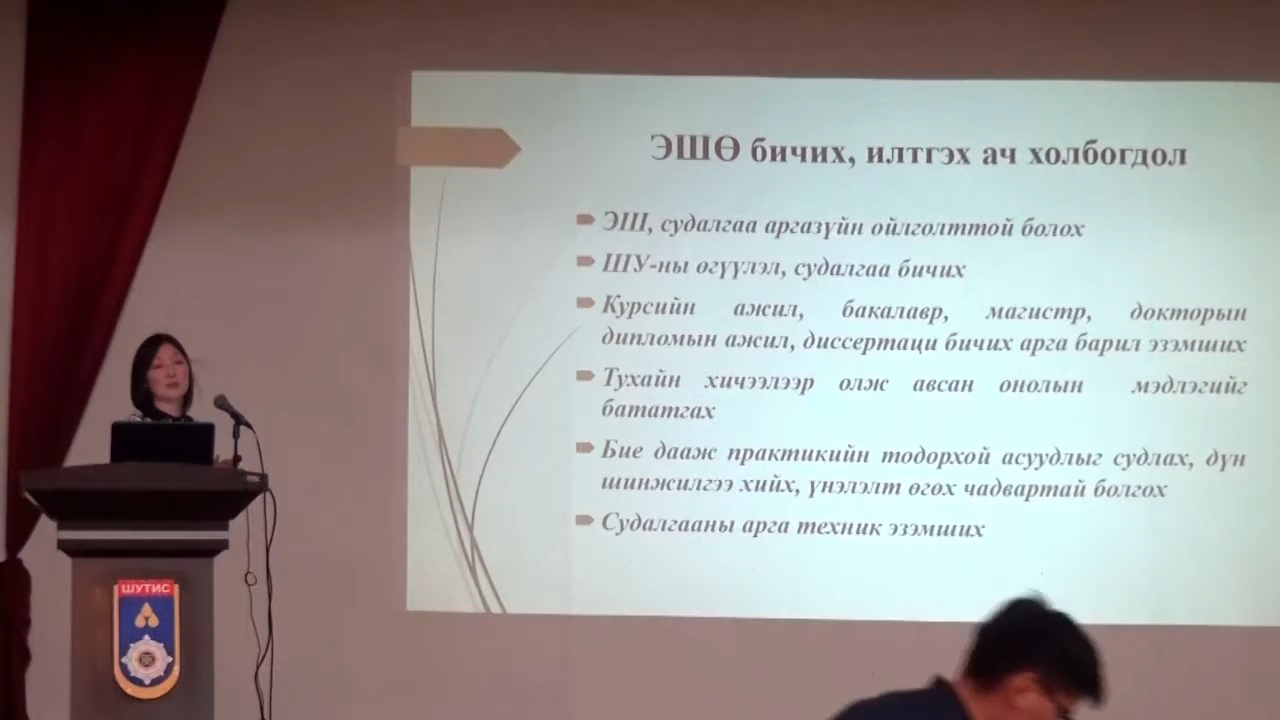 ЭШӨ бичих, илтгэх ач холбогдол
ЭШ, судалгаа аргазүйн ойлголттой болох
ШУ-ны өгүүлэл, судалгаа бичих
Курсийн ажил, бакалавр, магистр, докторын
дипломын ажил, диссертаци бичих арга барил эзэмших
Тухайн хичээлээр олж авсан онолын мэдлэгийг
бататгах
Бие дааж практикийн тодорхой асуудлыг судлах, дүн
шинжилгээ хийх, үнэлэлт өгөх чадвартай болгох
Судалгааны арга техник эзэмших
ШУТИС